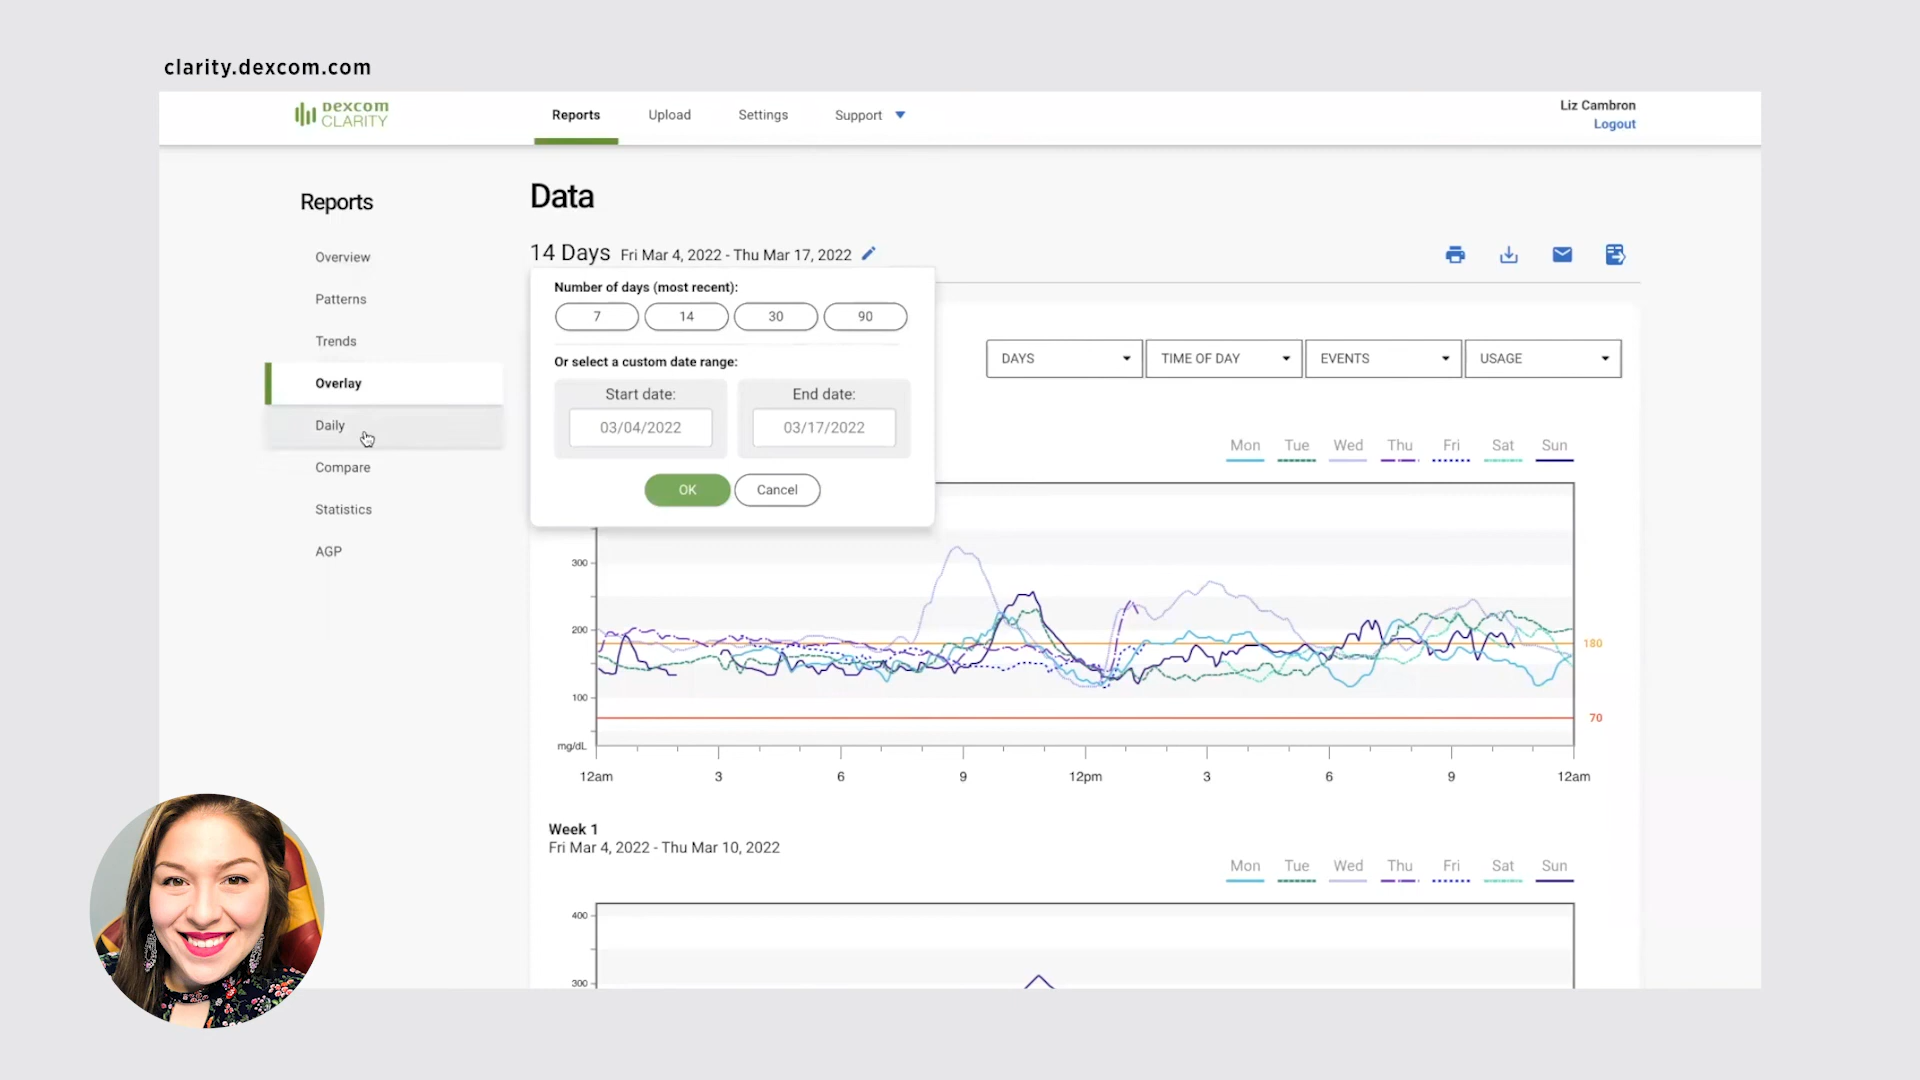 clarity.dexcom.com
Dexcom
CLARITY
Reports
Upload
Settings
Support
Liz Cambron
Logout
Reports
Overview
Patterns
Trends
Overlay
Daily
Compare
Statistics
AGP
Data
14 Days Fri Mar 4, 2022 - Thu Mar 17, 2022
Number of days (most recent):
7 14 30 90
Or select a custom date range:
Start date: End date:
03/04/2022 03/17/2022
OK Cancel
DAYS TIME OF DAY EVENTS USAGE
Mon Tue Wed Thu Fri Sat Sun
300
200
180
100
70
mg/dL
12am 3 6 9 12pm 3 6 9 12am
Week 1
Fri Mar 4, 2022 - Thu Mar 10, 2022
Mon Tue Wed Thu Fri Sat Sun
400
300